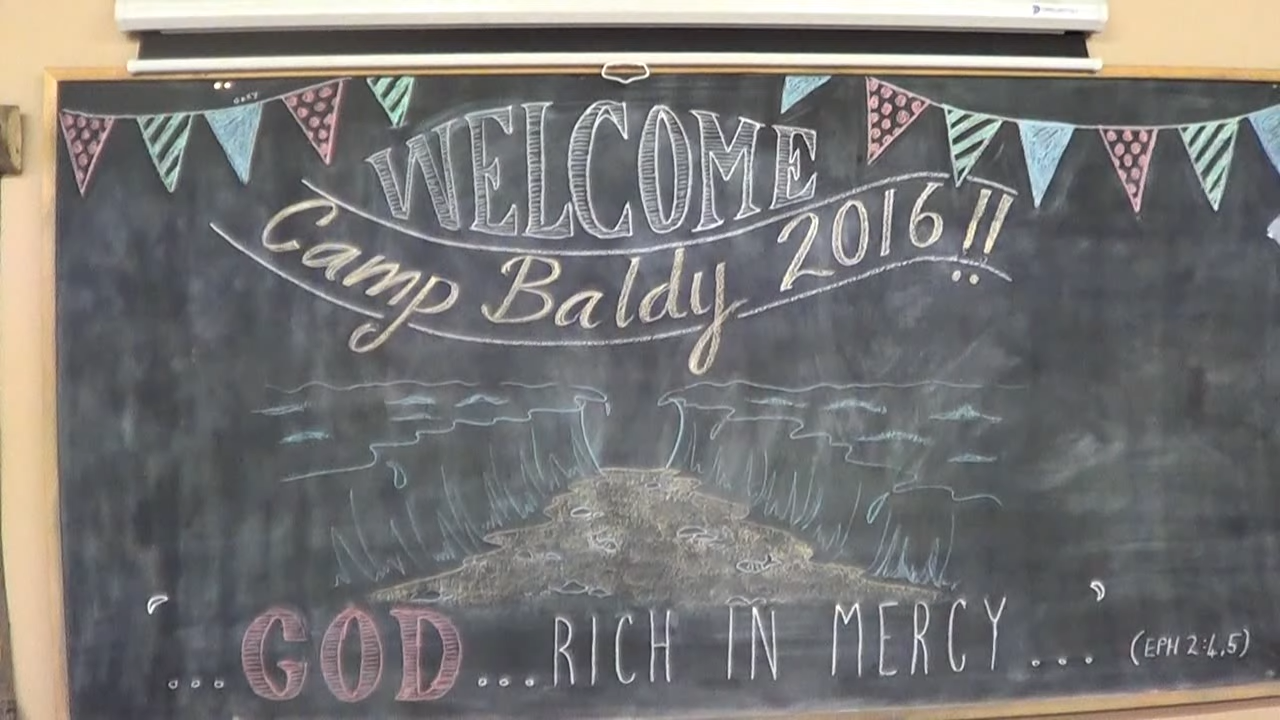 WELCOME
Camp Baldy 2016!!
'...GOD...RICH IN MERCY...'
(EPH 2:4,5)